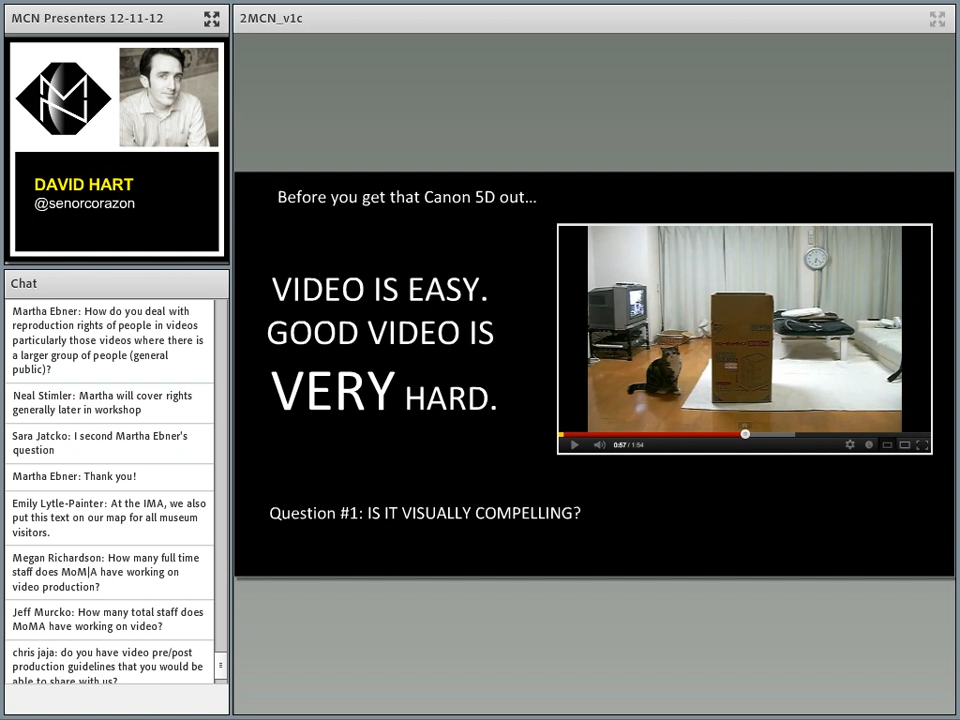 MCN Presenters 12-11-12
2MCN_v1c
DAVID HART
@senorcorazon
Chat
Martha Ebner: How do you deal with
reproduction rights of people in videos
particularly those videos where there is
a larger group of people (general
public)?
Neal Stimler: Martha will cover rights
generally later in workshop
Sara Jatcko: I second Martha Ebner's
question
Martha Ebner: Thank you!
Emily Lytle-Painter: At the IMA, we also
put this text on our map for all museum
visitors.
Megan Richardson: How many full time
staff does MoM|A have working on
video production?
Jeff Murcko: How many total staff does
MoMA have working on video?
chris jaja: do you have video pre/post
production guidelines that you would be
able to share with us?
Before you get that Canon 5D out...
VIDEO IS EASY.
GOOD VIDEO IS
VERY HARD.
0:57 / 1:54
Question #1: IS IT VISUALLY COMPELLING?